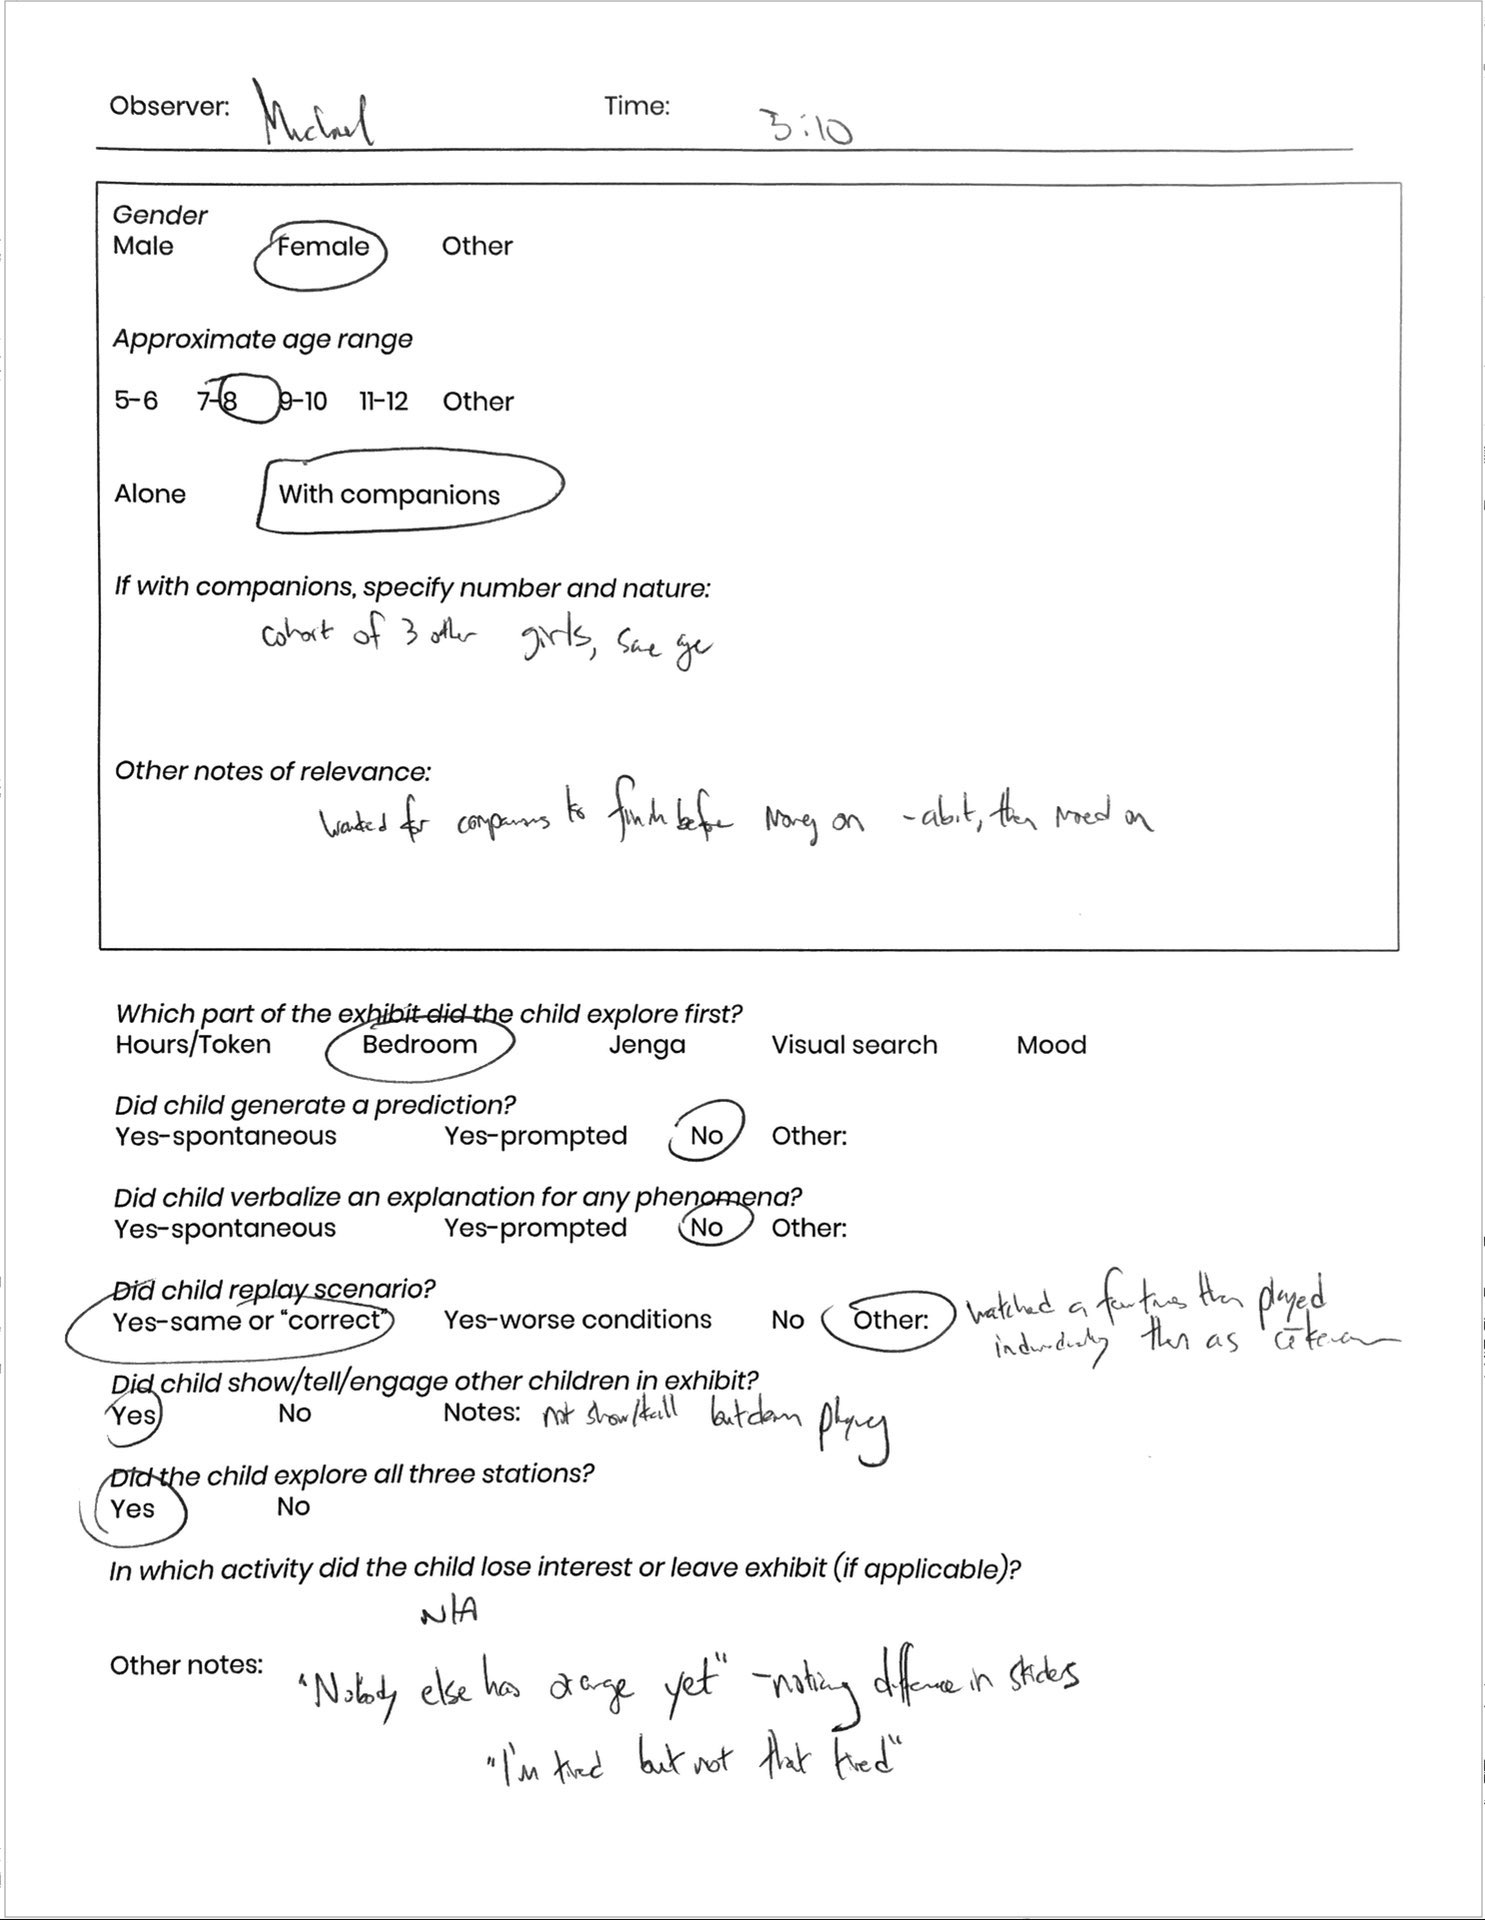 Observer: Michael Time: 3:10
Gender
Male Female Other
Approximate age range
5-6 7-8 9-10 11-12 Other
Alone With companions
If with companions, specify number and nature:
cohort of 3 other girls, same age
Other notes of relevance:
wanted for companions to finish before moving on - a bit, then moved on
Which part of the exhibit did the child explore first?
Hours/Token Bedroom Jenga Visual search Mood
Did child generate a prediction?
Yes-spontaneous Yes-prompted No Other:
Did child verbalize an explanation for any phenomena?
Yes-spontaneous Yes-prompted No Other:
Did child replay scenario?
Yes-same or "correct" Yes-worse conditions No Other: watched a few times then played
individually then as a team
Did child show/tell/engage other children in exhibit?
Yes No Notes: not show/tell but playing
Did the child explore all three stations?
Yes No
In which activity did the child lose interest or leave exhibit (if applicable)?
N/A
Other notes: "Nobody else has orange yet" - noticing difference in
"I'm tired but not that tired"